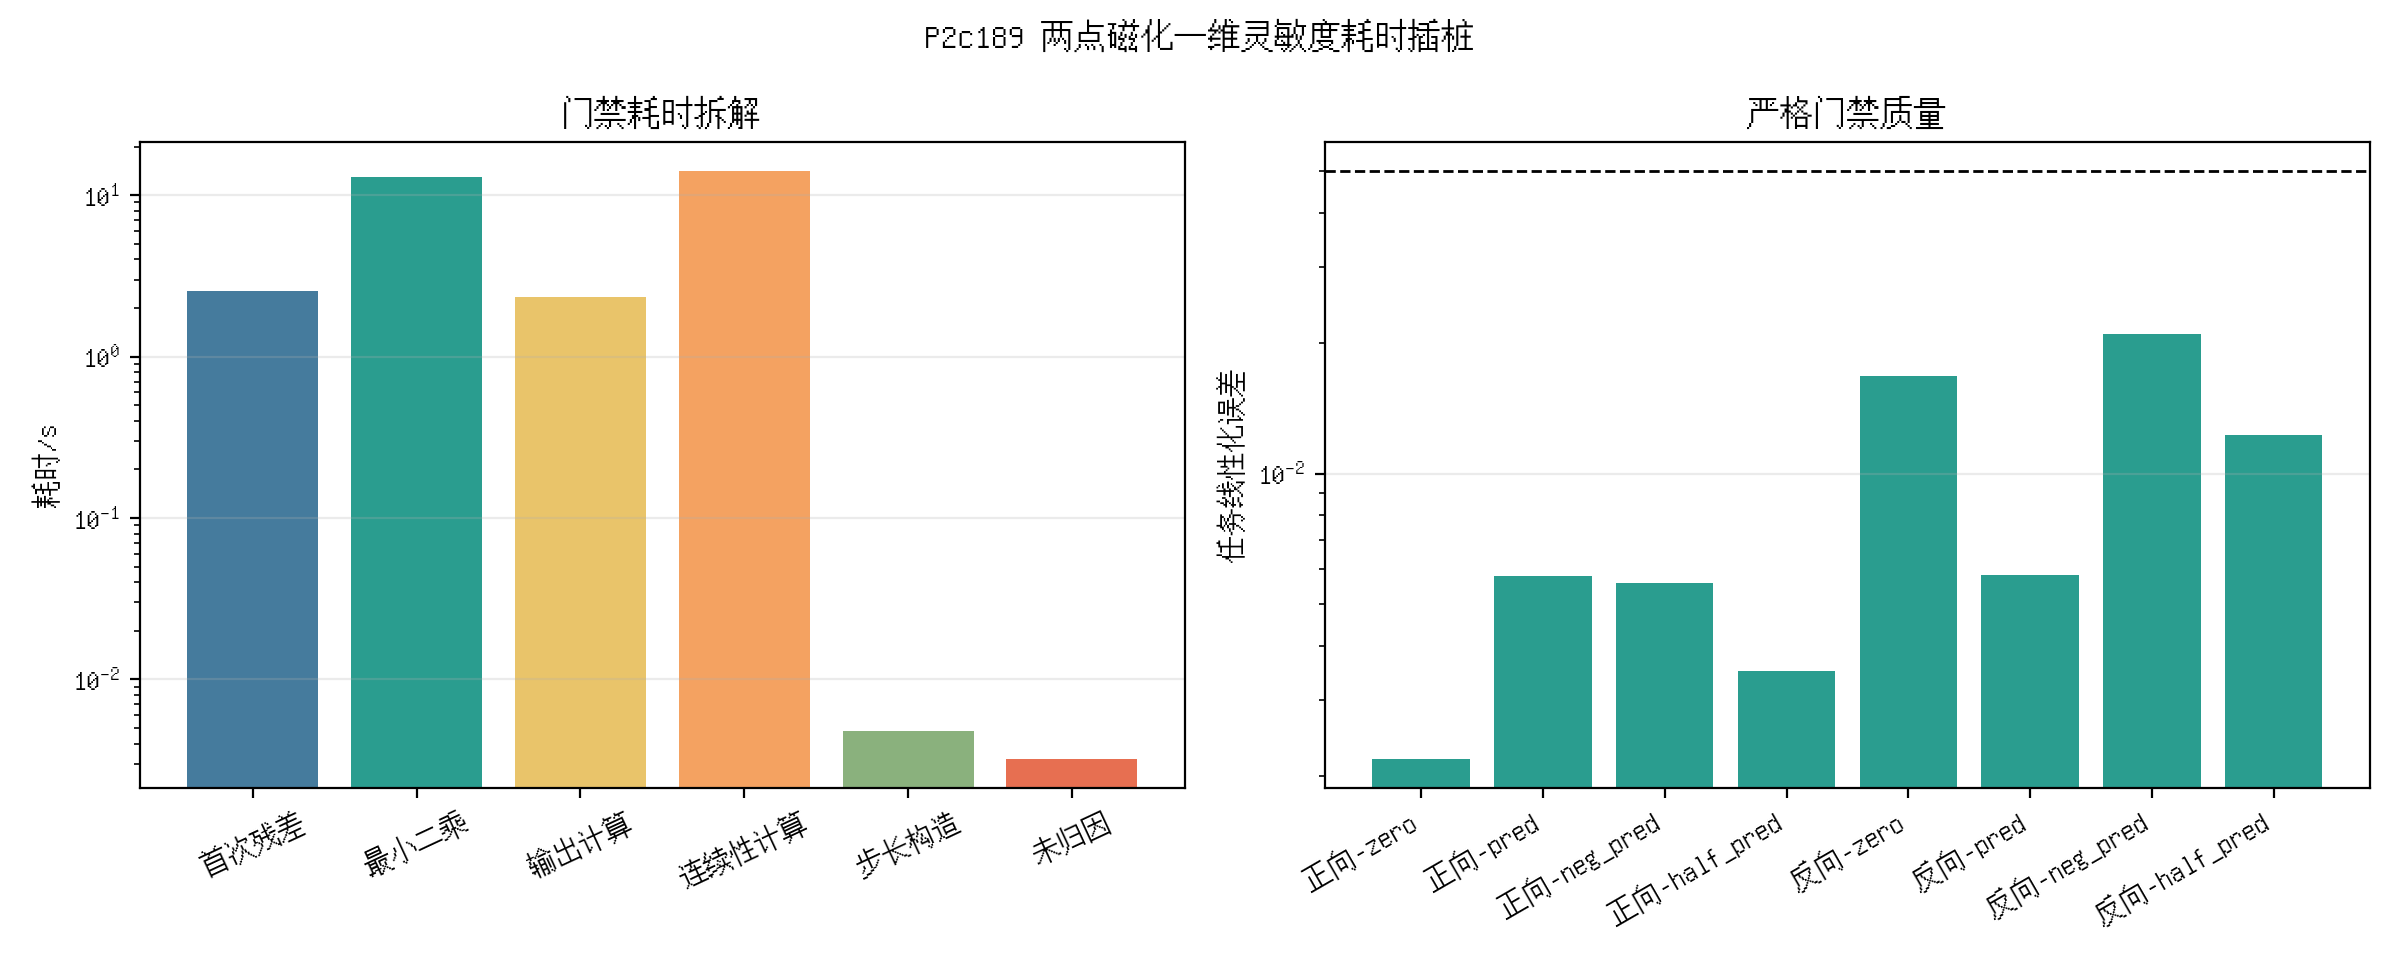 P2c189 两点磁化一维灵敏度耗时插桩
门禁耗时拆解
耗时/s
10^1
10^0
10^-1
10^-2
首次残差
最小二乘
输出计算
连续性计算
步长构造
未归因
严格门禁质量
任务线性化误差
10^-2
正向-zero
正向-pred
正向-neg_pred
正向-half_pred
反向-zero
反向-pred
反向-neg_pred
反向-half_pred